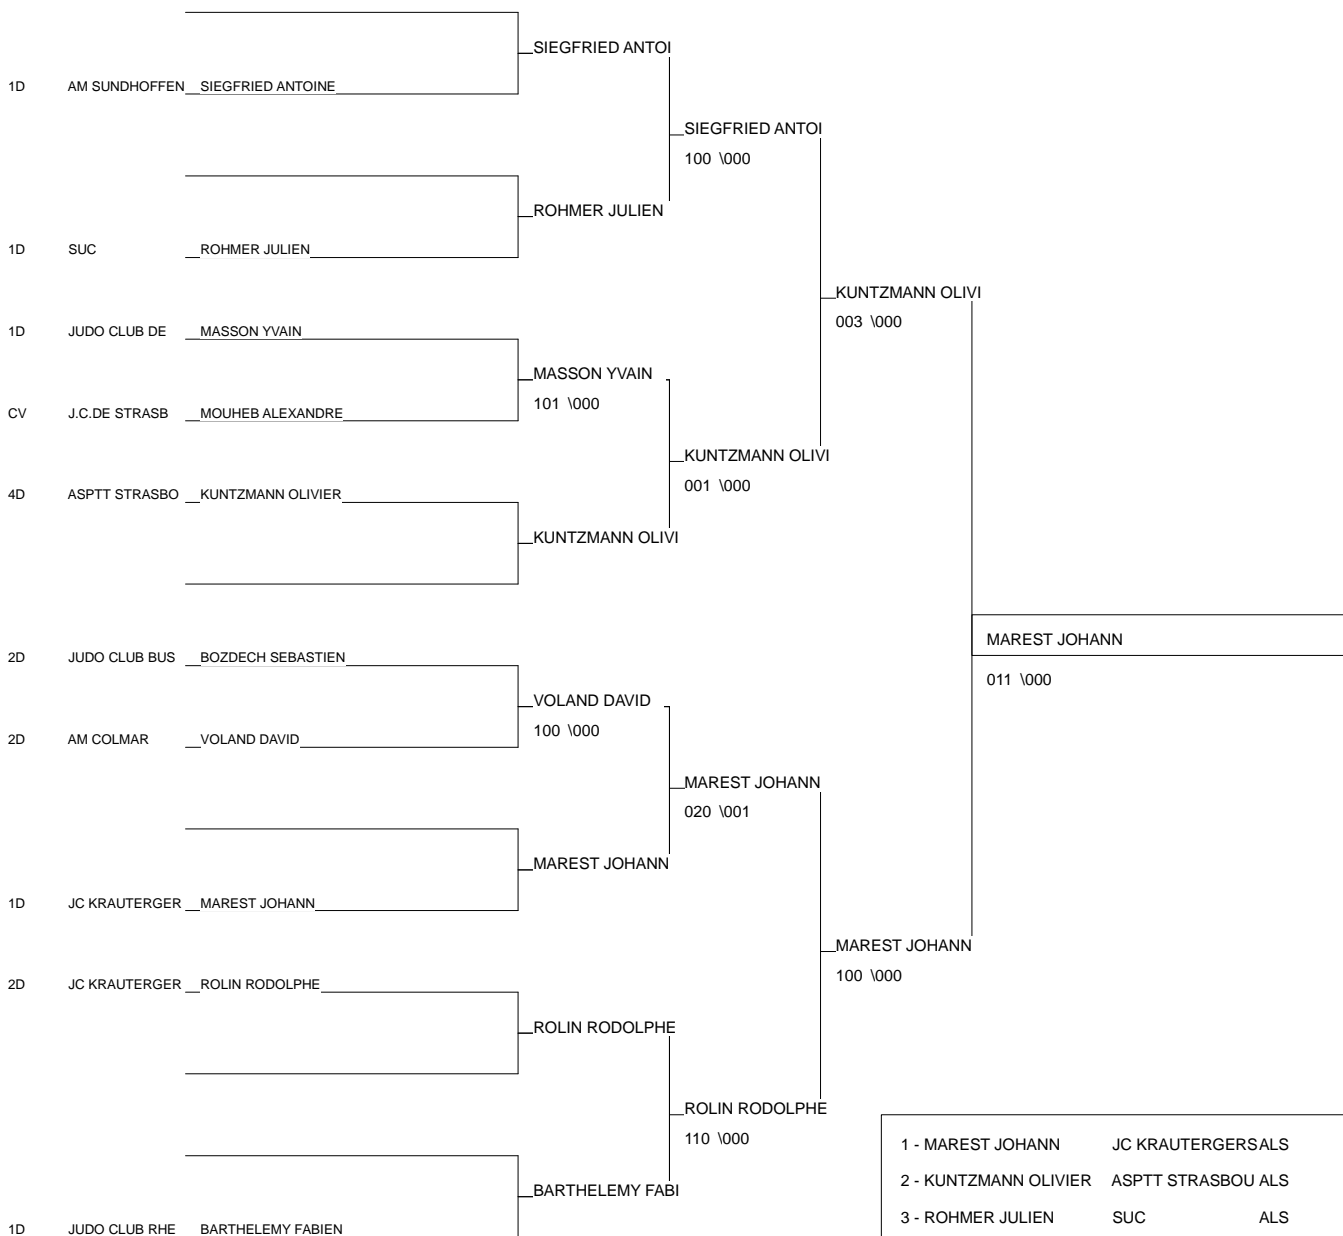 SIEGFRIED ANTOI
1D AM SUNDHOFFEN SIEGFRIED ANTOINE
SIEGFRIED ANTOI
100 \000
ROHMER JULIEN
1D SUC ROHMER JULIEN
KUNTZMANN OLIVI
003 \000
1D JUDO CLUB DE MASSON YVAIN
MASSON YVAIN
101 \000
CV J.C.DE STRASB MOUHEB ALEXANDRE
KUNTZMANN OLIVI
001 \000
4D ASPTT STRASBO KUNTZMANN OLIVIER
KUNTZMANN OLIVI
MAREST JOHANN
011 \000
2D JUDO CLUB BUS BOZDECH SEBASTIEN
VOLAND DAVID
100 \000
2D AM COLMAR VOLAND DAVID
MAREST JOHANN
020 \001
MAREST JOHANN
1D JC KRAUTERGER MAREST JOHANN
MAREST JOHANN
100 \000
2D JC KRAUTERGER ROLIN RODOLPHE
ROLIN RODOLPHE
ROLIN RODOLPHE
110 \000
BARTHELEMY FABI
1D JUDO CLUB RHE BARTHELEMY FABIEN
1 - MAREST JOHANN JC KRAUTERGERSALS
2 - KUNTZMANN OLIVIER ASPTT STRASBOU ALS
3 - ROHMER JULIEN SUC ALS